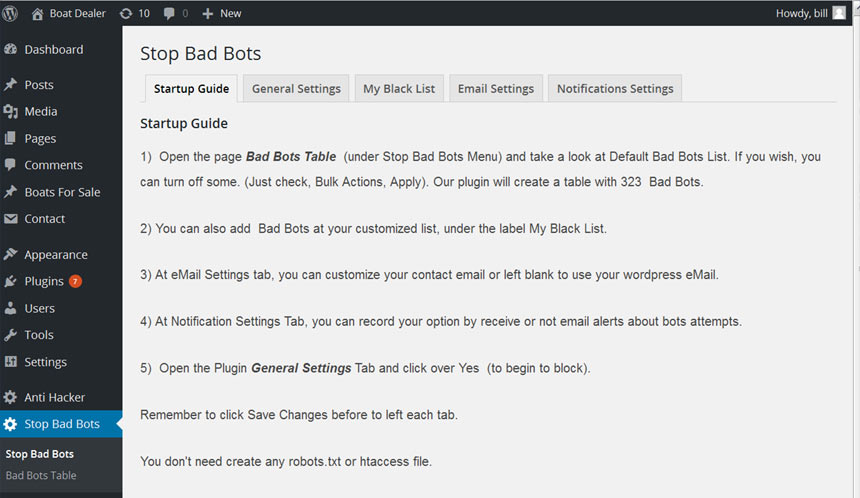 Boat Dealer 10 0 New Howdy, bill
Dashboard
Posts
Media
Pages
Comments
Boats For Sale
Contact
Appearance
Plugins 7
Users
Tools
Settings
Anti Hacker
Stop Bad Bots
Stop Bad Bots
Bad Bots Table
Stop Bad Bots
Startup Guide General Settings My Black List Email Settings Notifications Settings
Startup Guide
1) Open the page Bad Bots Table (under Stop Bad Bots Menu) and take a look at Default Bad Bots List. If you wish, you
can turn off some. (Just check, Bulk Actions, Apply). Our plugin will create a table with 323 Bad Bots.
2) You can also add Bad Bots at your customized list, under the label My Black List.
3) At eMail Settings tab, you can customize your contact email or left blank to use your wordpress eMail.
4) At Notification Settings Tab, you can record your option by receive or not email alerts about bots attempts.
5) Open the Plugin General Settings Tab and click over Yes (to begin to block).
Remember to click Save Changes before to left each tab.
You don't need create any robots.txt or htaccess file.